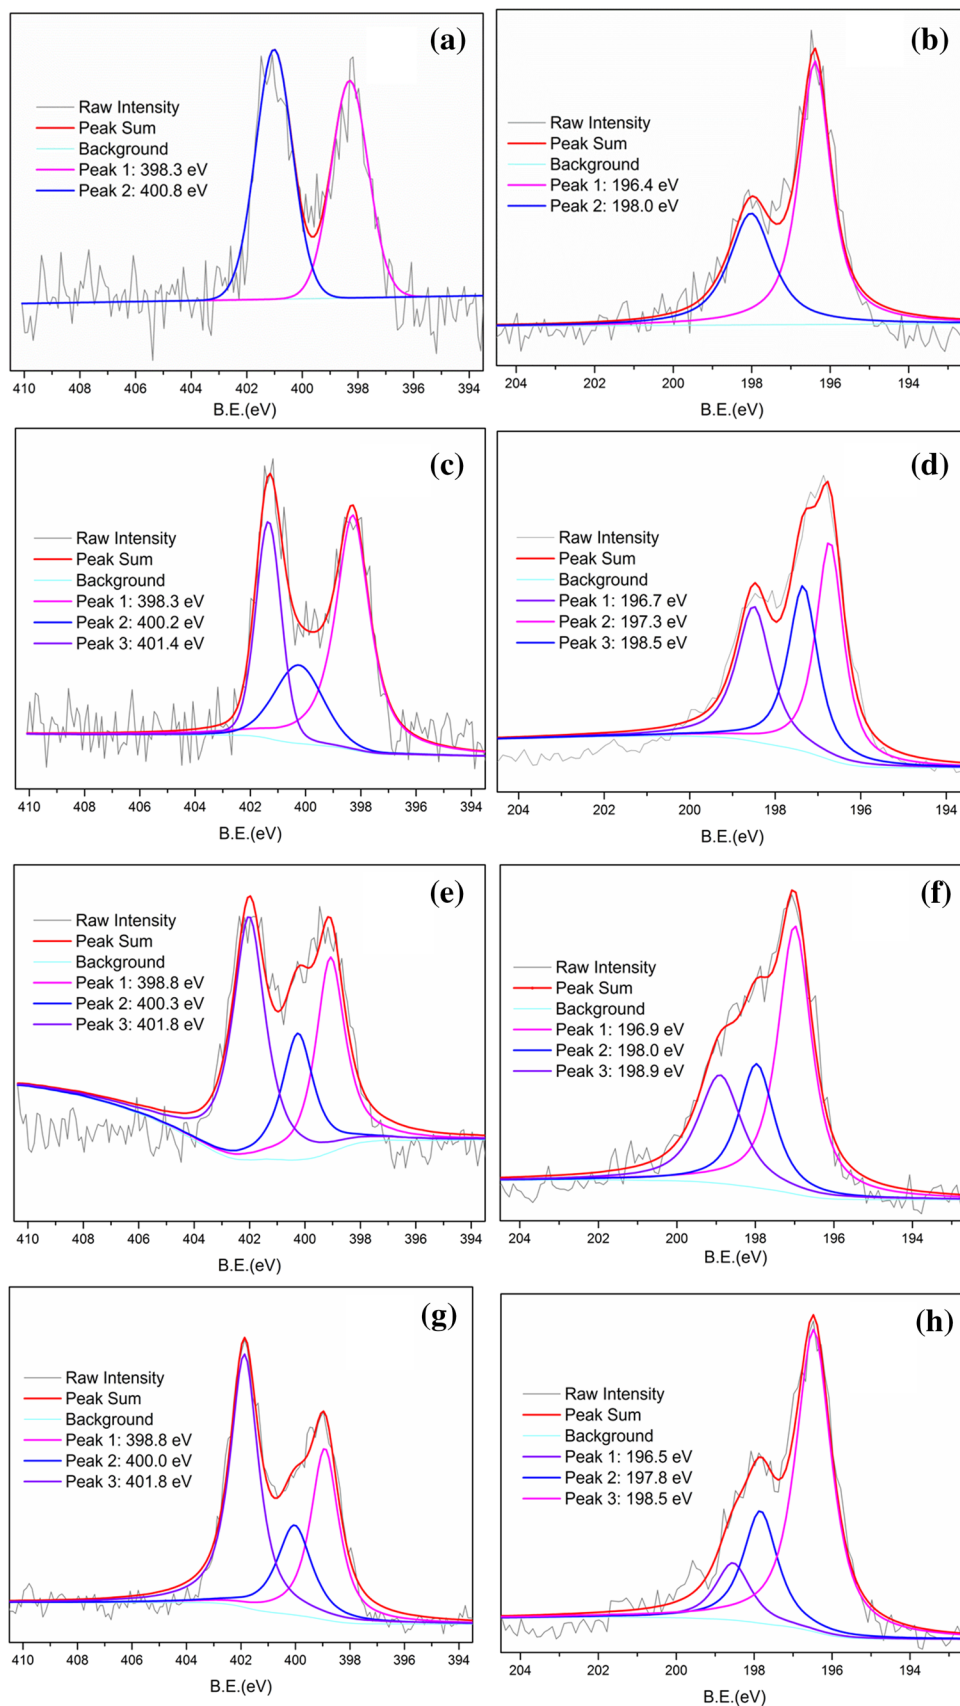 (a)
Raw Intensity
Peak Sum
Background
Peak 1: 398.3 eV
Peak 2: 400.8 eV
410 408 406 404 402 400 398 396 394
B.E.(eV)
(b)
Raw Intensity
Peak Sum
Background
Peak 1: 196.4 eV
Peak 2: 198.0 eV
204 202 200 198 196 194
B.E.(eV)
(c)
Raw Intensity
Peak Sum
Background
Peak 1: 398.3 eV
Peak 2: 400.2 eV
Peak 3: 401.4 eV
410 408 406 404 402 400 398 396 394
B.E.(eV)
(d)
Raw Intensity
Peak Sum
Background
Peak 1: 196.7 eV
Peak 2: 197.3 eV
Peak 3: 198.5 eV
204 202 200 198 196 194
B.E.(eV)
(e)
Raw Intensity
Peak Sum
Background
Peak 1: 398.8 eV
Peak 2: 400.3 eV
Peak 3: 401.8 eV
410 408 406 404 402 400 398 396 394
B.E.(eV)
(f)
Raw Intensity
Peak Sum
Background
Peak 1: 196.9 eV
Peak 2: 198.0 eV
Peak 3: 198.9 eV
204 202 200 198 196 194
B.E.(eV)
(g)
Raw Intensity
Peak Sum
Background
Peak 1: 398.8 eV
Peak 2: 400.0 eV
Peak 3: 401.8 eV
410 408 406 404 402 400 398 396 394
B.E.(eV)
(h)
Raw Intensity
Peak Sum
Background
Peak 1: 196.5 eV
Peak 2: 197.8 eV
Peak 3: 198.5 eV
204 202 200 198 196 194
B.E.(eV)